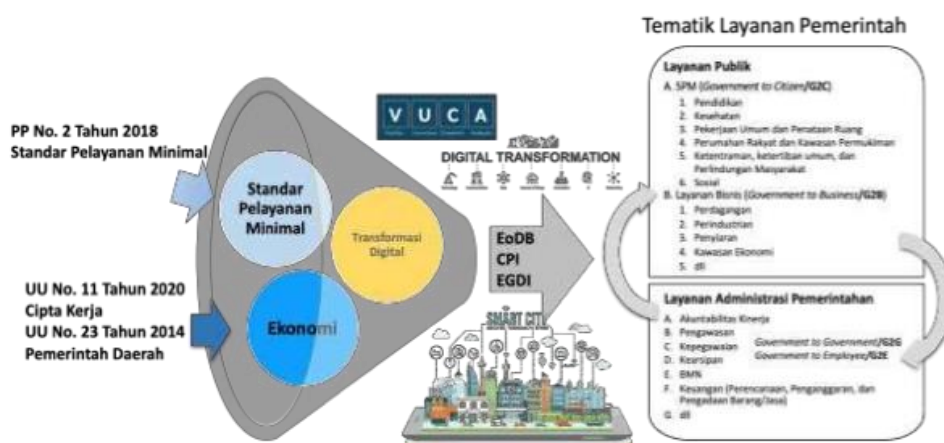 Tematik Layanan Pemerintah
PP No. 2 Tahun 2018
Standar Pelayanan Minimal
UU No. 11 Tahun 2020
Cipta Kerja
UU No. 23 Tahun 2014
Pemerintah Daerah
Standar
Pelayanan
Minimal
Transformasi
Digital
Ekonomi
VUCA
DIGITAL TRANSFORMATION
EoDB
CPI
EGDI
SMART CITY
Layanan Publik
A. SPM (Government to Citizen/G2C)
1. Pendidikan
2. Kesehatan
3. Pekerjaan Umum dan Penataan Ruang
4. Perumahan Rakyat dan Kawasan Permukiman
5. Ketentraman, ketertiban umum, dan
Perlindungan Masyarakat
6. Sosial
B. Layanan Bisnis (Government to Business/G2B)
1. Perdagangan
2. Perindustrian
3. Penyiaran
4. Kawasan Ekonomi
5. dll
Layanan Administrasi Pemerintahan
A. Akuntabilitas Kinerja
B. Pengawasan
C. Kepegawaian Government to Government/G2G
D. Kearsipan Government to Employee/G2E
E. BMN
F. Keuangan (Perencanaan, Penganggaran, dan
Pengadaan Barang/Jasa)
G. dll